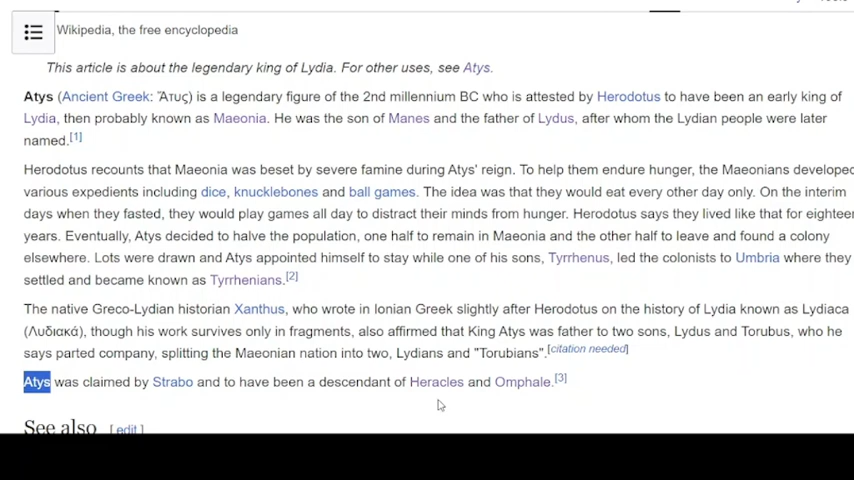 Wikipedia, the free encyclopedia
This article is about the legendary king of Lydia. For other uses, see Atys.
Atys (Ancient Greek: Ἄτυς) is a legendary figure of the 2nd millennium BC who is attested by Herodotus to have been an early king of
Lydia, then probably known as Maeonia. He was the son of Manes and the father of Lydus, after whom the Lydian people were later
named.[1]
Herodotus recounts that Maeonia was beset by severe famine during Atys' reign. To help them endure hunger, the Maeonians developed
various expedients including dice, knucklebones and ball games. The idea was that they would eat every other day only. On the interim
days when they fasted, they would play games all day to distract their minds from hunger. Herodotus says they lived like that for eighteen
years. Eventually, Atys decided to halve the population, one half to remain in Maeonia and the other half to leave and found a colony
elsewhere. Lots were drawn and Atys appointed himself to stay while one of his sons, Tyrrhenus, led the colonists to Umbria where they
settled and became known as Tyrrhenians.[2]
The native Greco-Lydian historian Xanthus, who wrote in Ionian Greek slightly after Herodotus on the history of Lydia known as Lydiaca
(Λυδιακά), though his work survives only in fragments, also affirmed that King Atys was father to two sons, Lydus and Torubus, who he
says parted company, splitting the Maeonian nation into two, Lydians and "Torubians".[citation needed]
Atys was claimed by Strabo and to have been a descendant of Heracles and Omphale.[3]
See also [ edit ]